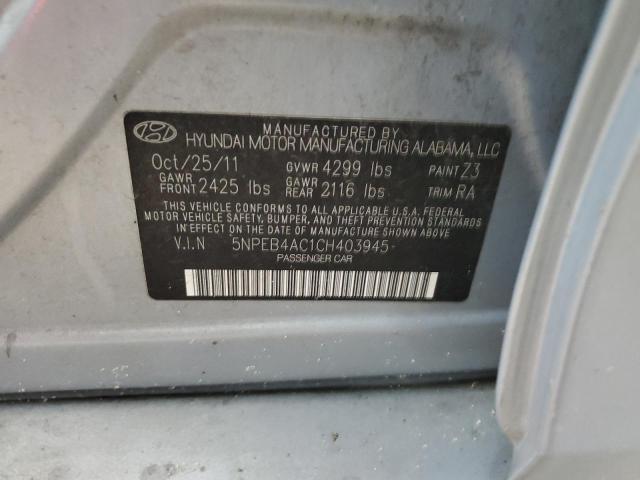 MANUFACTURED BY
HYUNDAI MOTOR MANUFACTURING ALABAMA, LLC
Oct/25/11 GVWR 4299 lbs PAINT Z3
GAWR FRONT 2425 lbs GAWR REAR 2116 lbs TRIM RA
THIS VEHICLE CONFORMS TO ALL APPLICABLE U.S.A. FEDERAL
MOTOR VEHICLE SAFETY, BUMPER, AND THEFT PREVENTION STANDARDS
IN EFFECT ON THE DATE OF MANUFACTURE SHOWN ABOVE.
V.I.N 5NPEB4AC1CH403945
PASSENGER CAR